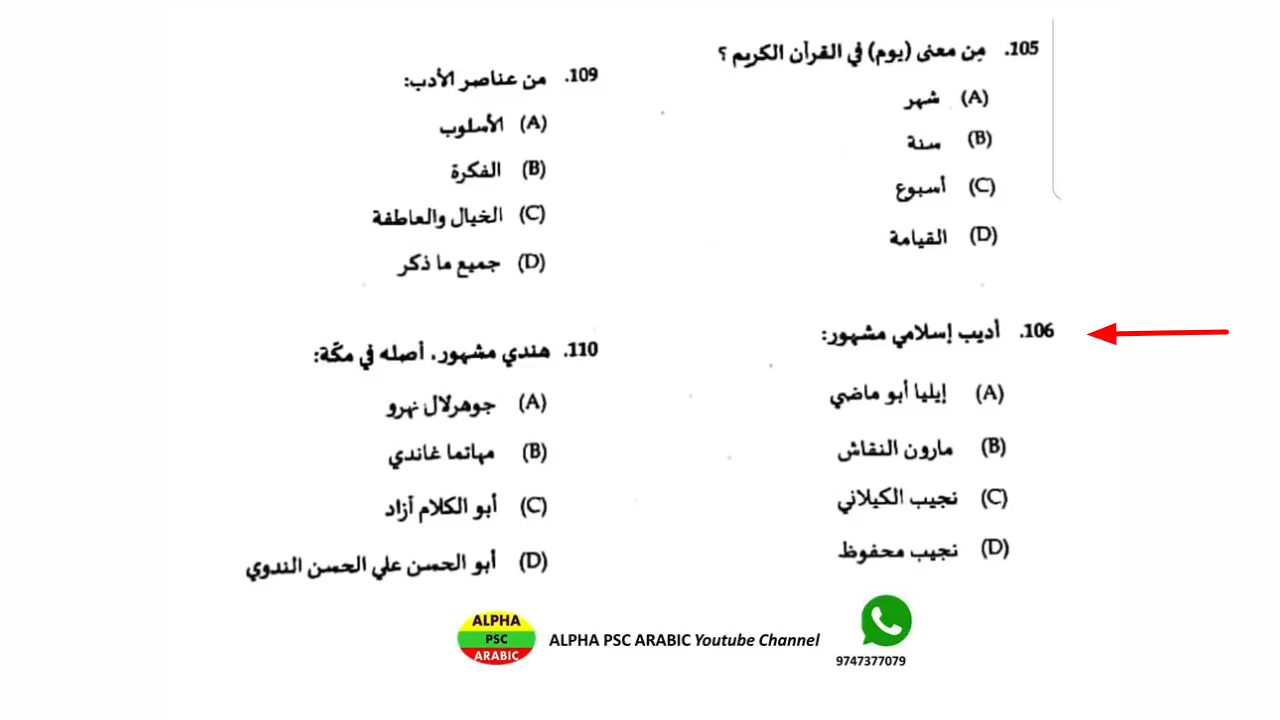 105. مِن معنى (يوم) في القرآن الكريم ؟
(A) شهر
(B) سنة
(C) أسبوع
(D) القيامة
106. أديب إسلامي مشهور:
(A) إيليا أبو ماضي
(B) مارون النقاش
(C) نجيب الكيلاني
(D) نجيب محفوظ
109. من عناصر الأدب:
(A) الأسلوب
(B) الفكرة
(C) الخيال والعاطفة
(D) جميع ما ذكر
110. هندي مشهور، أصله في مكّة:
(A) جوهرلال نهرو
(B) مهاتما غاندي
(C) أبو الكلام آزاد
(D) أبو الحسن علي الحسن الندوي
ALPHA
PSC
ARABIC
ALPHA PSC ARABIC Youtube Channel
9747377079